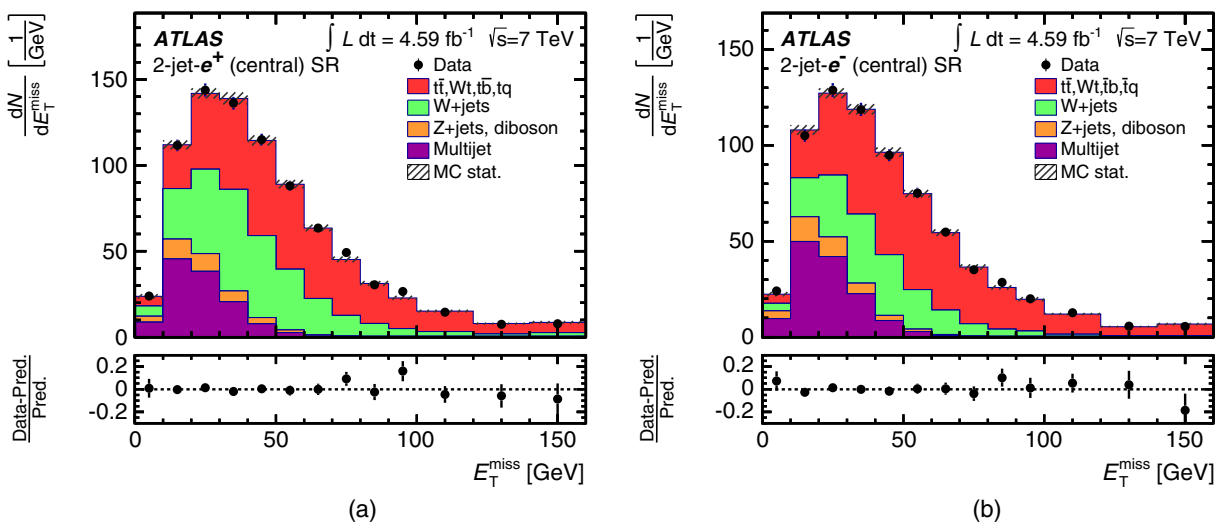 dN
dE_T^miss
[ 1
GeV ]
ATLAS
∫ L dt = 4.59 fb⁻¹ √s=7 TeV
2-jet-e⁺ (central) SR
Data
tt̄,Wt,tb̄,tq
W+jets
Z+jets, diboson
Multijet
MC stat.
150
100
50
0
Data-Pred
Pred.
0.2
0
-0.2
0 50 100 150
E_T^miss [GeV]
(a)
dN
dE_T^miss
[ 1
GeV ]
ATLAS
∫ L dt = 4.59 fb⁻¹ √s=7 TeV
2-jet-e⁻ (central) SR
Data
tt̄,Wt,t̄b,t̄q
W+jets
Z+jets, diboson
Multijet
MC stat.
150
100
50
0
Data-Pred
Pred.
0.2
0
-0.2
0 50 100 150
E_T^miss [GeV]
(b)